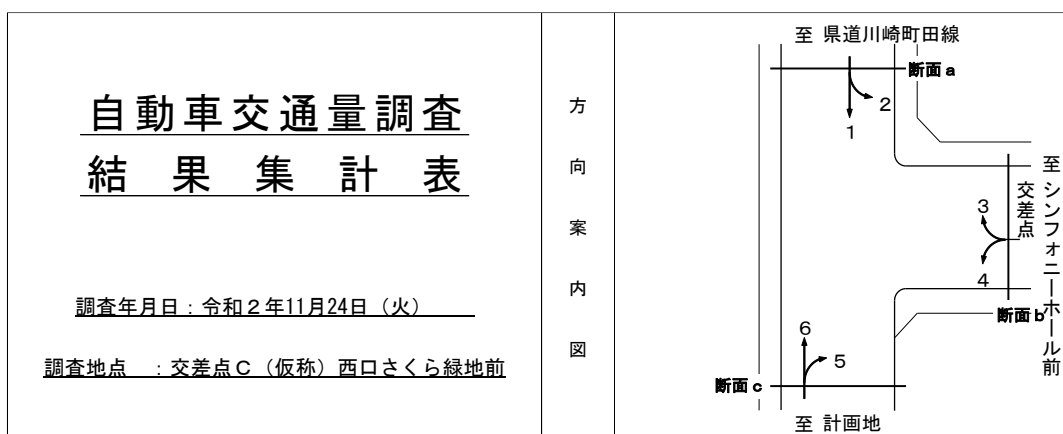 自動車交通量調査
結果集計表
調査年月日：令和２年11月24日（火）
調査地点　：交差点Ｃ（仮称）西口さくら緑地前
方向案内図
至 県道川崎町田線
断面ａ
2
1
至 シンフォニーホール前
交差点
3
4
断面ｂ
6
5
断面ｃ
至 計画地